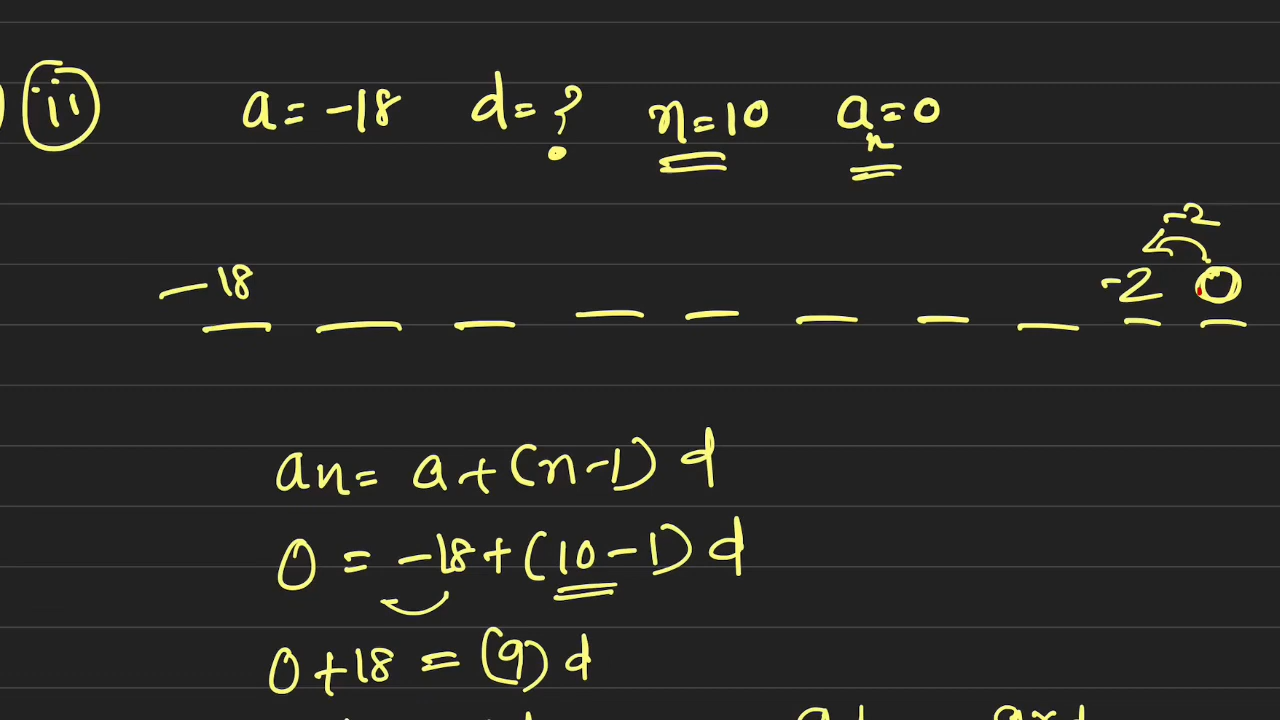 ii a = -18 d = ? n = 10 aₙ = 0
-2
-18 -2 0
an = a + (n-1) d
0 = -18 + (10-1) d
0 + 18 = (9) d